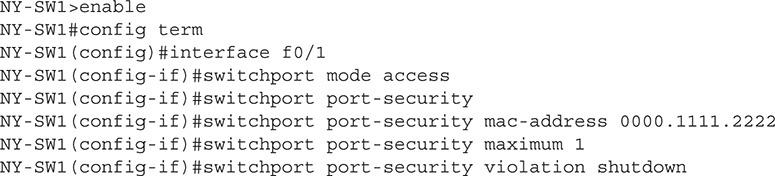 NY-SW1>enable
NY-SW1#config term
NY-SW1(config)#interface f0/1
NY-SW1(config-if)#switchport mode access
NY-SW1(config-if)#switchport port-security
NY-SW1(config-if)#switchport port-security mac-address 0000.1111.2222
NY-SW1(config-if)#switchport port-security maximum 1
NY-SW1(config-if)#switchport port-security violation shutdown